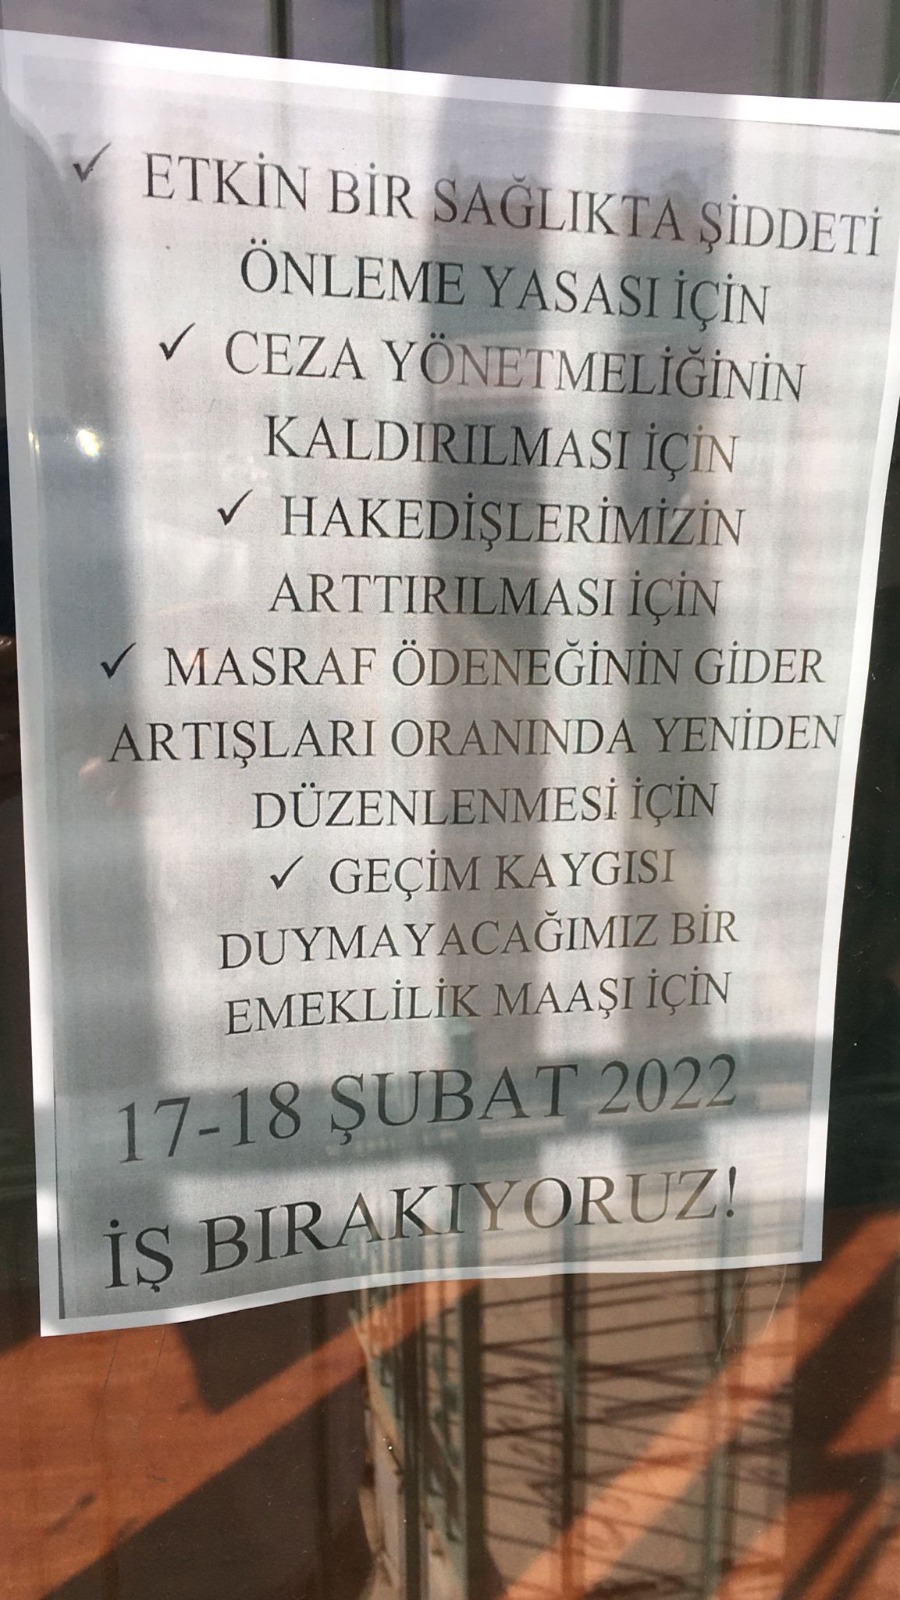 ✓ ETKİN BİR SAĞLIKTA ŞİDDETİ
ÖNLEME YASASI İÇİN
✓ CEZA YÖNETMELİĞİNİN
KALDIRILMASI İÇİN
✓ HAKEDİŞLERİMİZİN
ARTTIRILMASI İÇİN
✓ MASRAF ÖDENEĞİNİN GİDER
ARTIŞLARI ORANINDA YENİDEN
DÜZENLENMESİ İÇİN
✓ GEÇİM KAYGISI
DUYMAYACAĞIMIZ BİR
EMEKLİLİK MAAŞI İÇİN
17-18 ŞUBAT 2022
İŞ BIRAKIYORUZ!